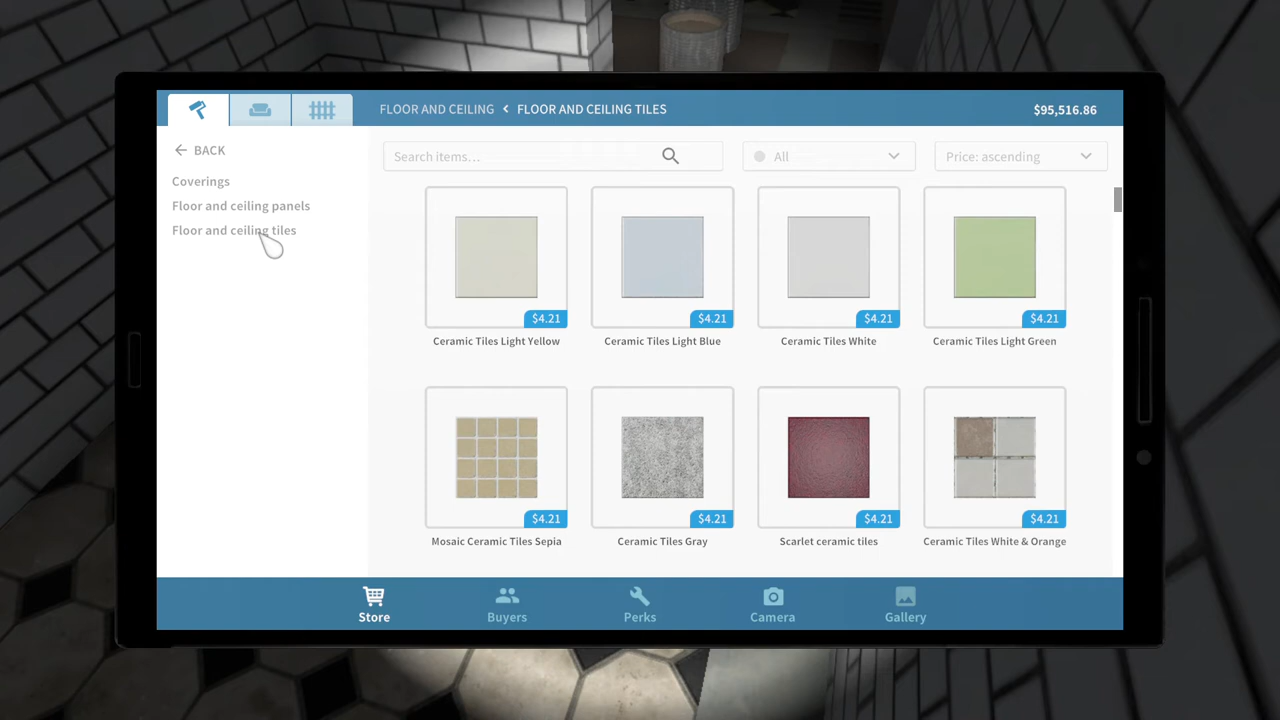 FLOOR AND CEILING < FLOOR AND CEILING TILES
$95,516.86
BACK
Coverings
Floor and ceiling panels
Floor and ceiling tiles
Search items...
All
Price: ascending
$4.21
$4.21
$4.21
$4.21
Ceramic Tiles Light Yellow
Ceramic Tiles Light Blue
Ceramic Tiles White
Ceramic Tiles Light Green
$4.21
$4.21
$4.21
$4.21
Mosaic Ceramic Tiles Sepia
Ceramic Tiles Gray
Scarlet ceramic tiles
Ceramic Tiles White & Orange
Store
Buyers
Perks
Camera
Gallery